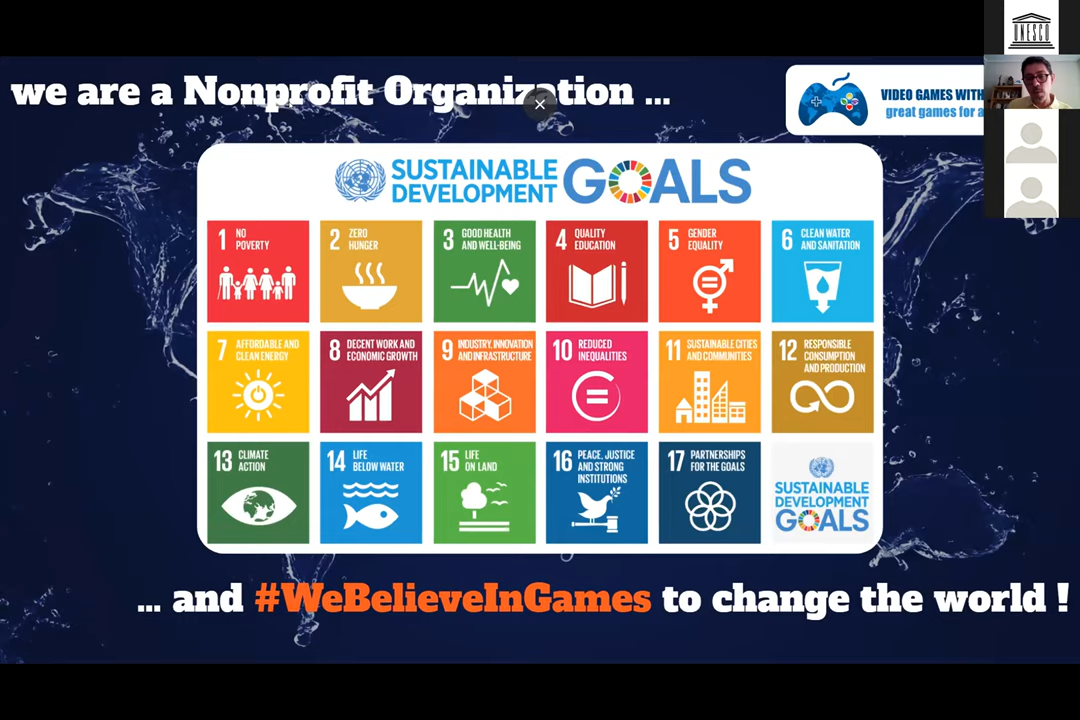 UNESCO
we are a Nonprofit Organization ...
VIDEO GAMES WITH
great games for a
SUSTAINABLE
DEVELOPMENT
GOALS
1 NO
POVERTY
2 ZERO
HUNGER
3 GOOD HEALTH
AND WELL-BEING
4 QUALITY
EDUCATION
5 GENDER
EQUALITY
6 CLEAN WATER
AND SANITATION
7 AFFORDABLE AND
CLEAN ENERGY
8 DECENT WORK AND
ECONOMIC GROWTH
9 INDUSTRY, INNOVATION
AND INFRASTRUCTURE
10 REDUCED
INEQUALITIES
11 SUSTAINABLE CITIES
AND COMMUNITIES
12 RESPONSIBLE
CONSUMPTION
AND PRODUCTION
13 CLIMATE
ACTION
14 LIFE
BELOW WATER
15 LIFE
ON LAND
16 PEACE, JUSTICE
AND STRONG
INSTITUTIONS
17 PARTNERSHIPS
FOR THE GOALS
SUSTAINABLE
DEVELOPMENT
GOALS
... and #WeBelieveInGames to change the world !